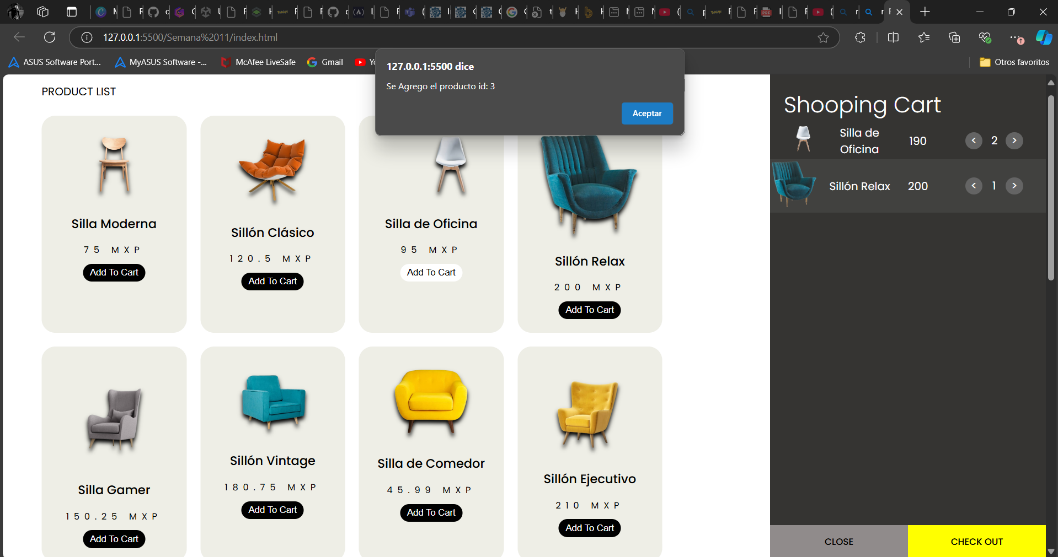 127.0.0.1:5500/Semana%2011/index.html
ASUS Software Port...
MyASUS Software -...
McAfee LiveSafe
Gmail
Otros favoritos
127.0.0.1:5500 dice
Se Agrego el producto id: 3
Aceptar
PRODUCT LIST
Silla Moderna
75 MXP
Add To Cart
Sillón Clásico
120.5 MXP
Add To Cart
Silla de Oficina
95 MXP
Add To Cart
Sillón Relax
200 MXP
Add To Cart
Silla Gamer
150.25 MXP
Add To Cart
Sillón Vintage
180.75 MXP
Add To Cart
Silla de Comedor
45.99 MXP
Add To Cart
Sillón Ejecutivo
210 MXP
Add To Cart
Shooping Cart
Silla de
Oficina
190
< 2 >
Sillón Relax
200
< 1 >
CLOSE
CHECK OUT